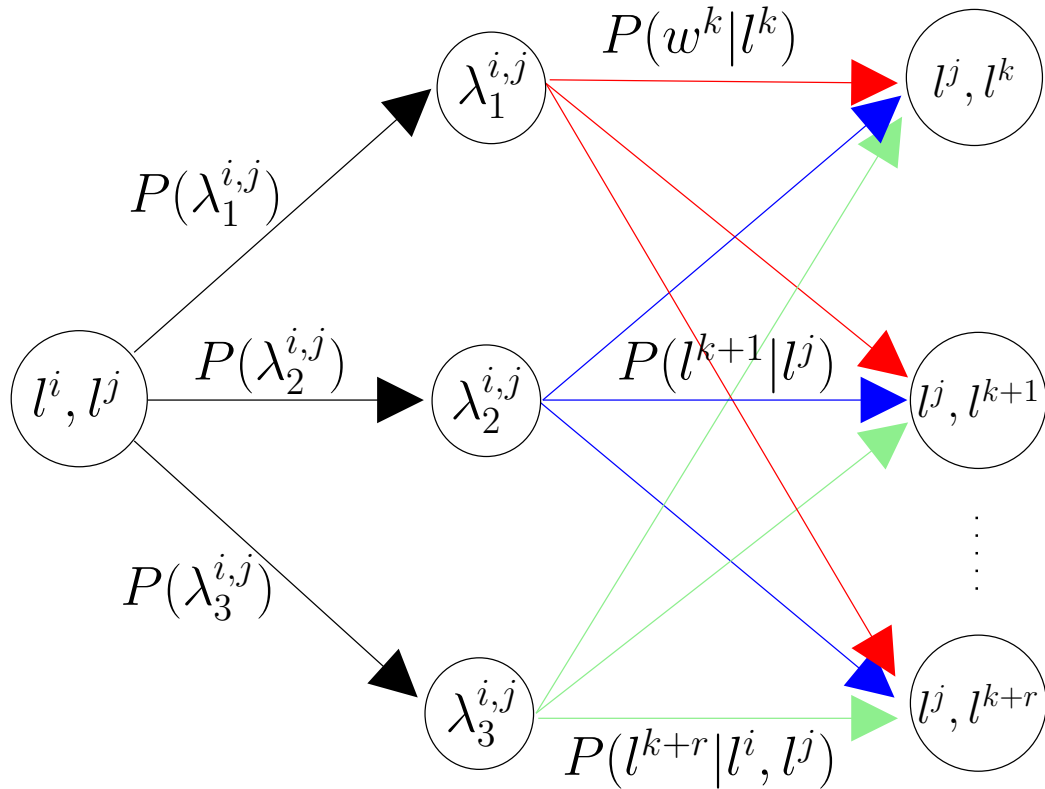 P(w^k|l^k)
λ_1^{i,j}
l^j, l^k
P(λ_1^{i,j})
l^i, l^j
P(λ_2^{i,j})
λ_2^{i,j}
P(l^{k+1}|l^j)
l^j, l^{k+1}
P(λ_3^{i,j})
λ_3^{i,j}
l^j, l^{k+r}
P(l^{k+r}|l^i, l^j)